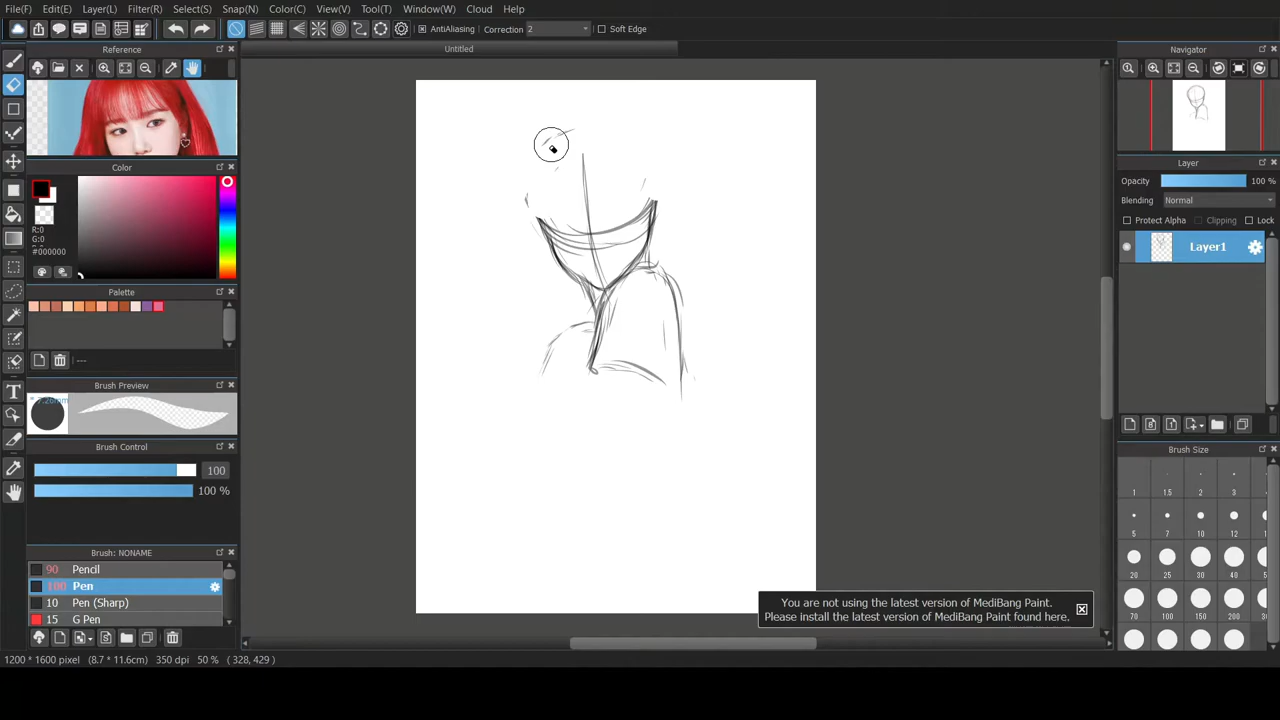 File(F) Edit(E) Layer(L) Filter(R) Select(S) Snap(N) Color(C) View(V) Tool(T) Window(W) Cloud Help
AntiAliasing Correction 2 Soft Edge
Reference
Untitled
Navigator
Color
R:0
G:0
#000000
Palette
---
Brush Preview
Brush Control
100
100 %
Brush: NONAME
90 Pencil
100 Pen
10 Pen (Sharp)
15 G Pen
Layer
Opacity 100 %
Blending Normal
Protect Alpha Clipping Lock
Layer1
Brush Size
1 1.5 2 3
5 7 10 12
20 25 30 40
70 100
You are not using the latest version of MediBang Paint.
Please install the latest version of MediBang Paint found here.
1200 * 1600 pixel (8.7 * 11.6cm) 350 dpi 50 % ( 328, 429 )